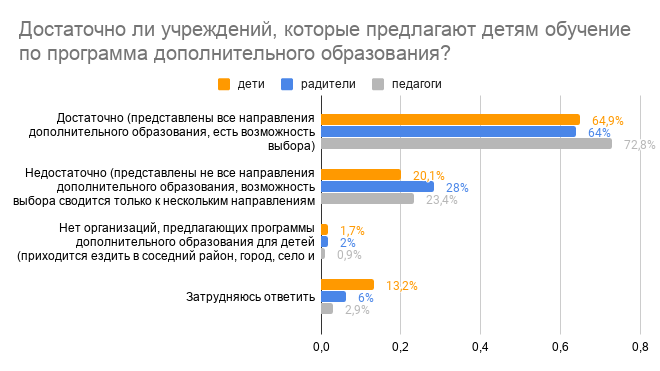 Достаточно ли учреждений, которые предлагают детям обучение
по программа дополнительного образования?
дети родители педагоги
Достаточно (представлены все направления
дополнительного образования, есть возможность
выбора)
64,9%
64%
72,8%
Недостаточно (представлены не все направления
дополнительного образования, возможность
выбора сводится только к нескольким направлениям
20,1%
28%
23,4%
Нет организаций, предлагающих программы
дополнительного образования для детей
(приходится ездить в соседний район, город, село и
1,7%
2%
0,9%
Затрудняюсь ответить
13,2%
6%
2,9%
0,0 0,2 0,4 0,6 0,8